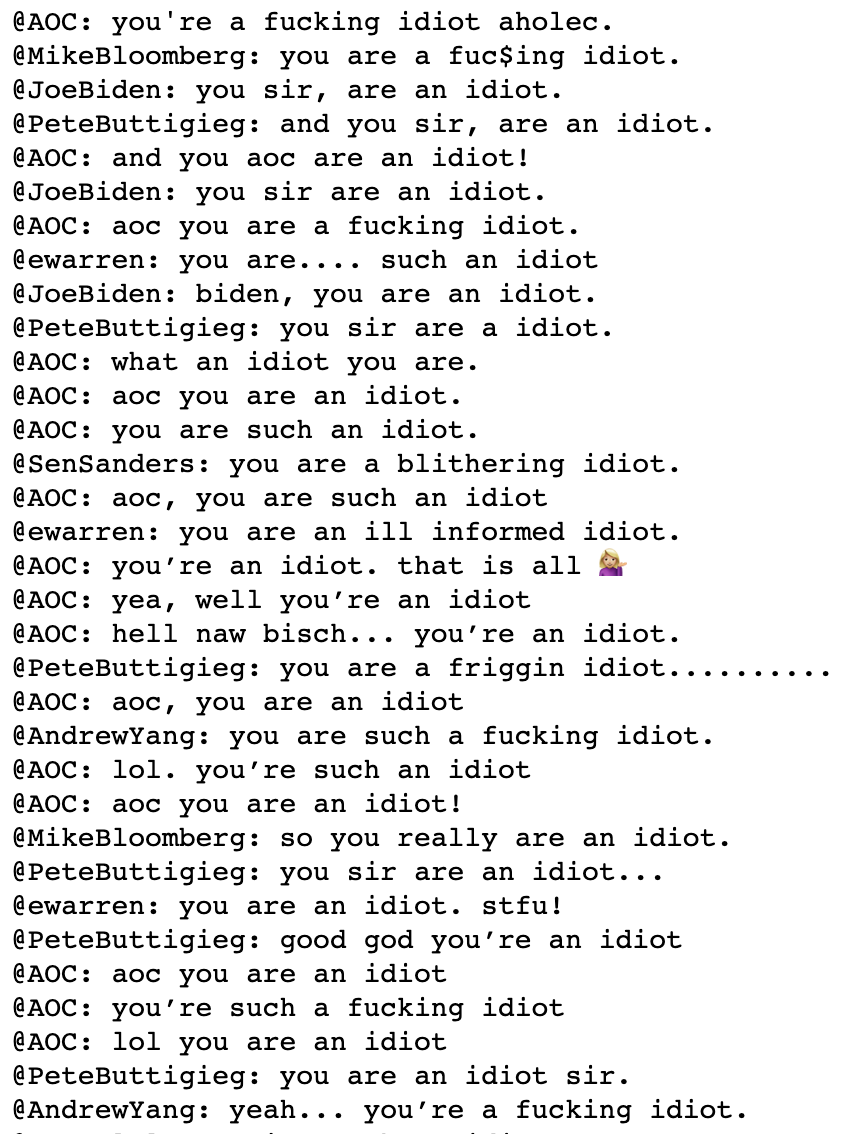 @AOC: you're a fucking idiot aholec.
@MikeBloomberg: you are a fuc$ing idiot.
@JoeBiden: you sir, are an idiot.
@PeteButtigieg: and you sir, are an idiot.
@AOC: and you aoc are an idiot!
@JoeBiden: you sir are an idiot.
@AOC: aoc you are a fucking idiot.
@ewarren: you are.... such an idiot
@JoeBiden: biden, you are an idiot.
@PeteButtigieg: you sir are a idiot.
@AOC: what an idiot you are.
@AOC: aoc you are an idiot.
@AOC: you are such an idiot.
@SenSanders: you are a blithering idiot.
@AOC: aoc, you are such an idiot
@ewarren: you are an ill informed idiot.
@AOC: you’re an idiot. that is all 💁🏼‍♀️
@AOC: yea, well you’re an idiot
@AOC: hell naw bisch... you’re an idiot.
@PeteButtigieg: you are a friggin idiot..........
@AOC: aoc, you are an idiot
@AndrewYang: you are such a fucking idiot.
@AOC: lol. you’re such an idiot
@AOC: aoc you are an idiot!
@MikeBloomberg: so you really are an idiot.
@PeteButtigieg: you sir are an idiot...
@ewarren: you are an idiot. stfu!
@PeteButtigieg: good god you’re an idiot
@AOC: aoc you are an idiot
@AOC: you’re such a fucking idiot
@AOC: lol you are an idiot
@PeteButtigieg: you are an idiot sir.
@AndrewYang: yeah... you’re a fucking idiot.